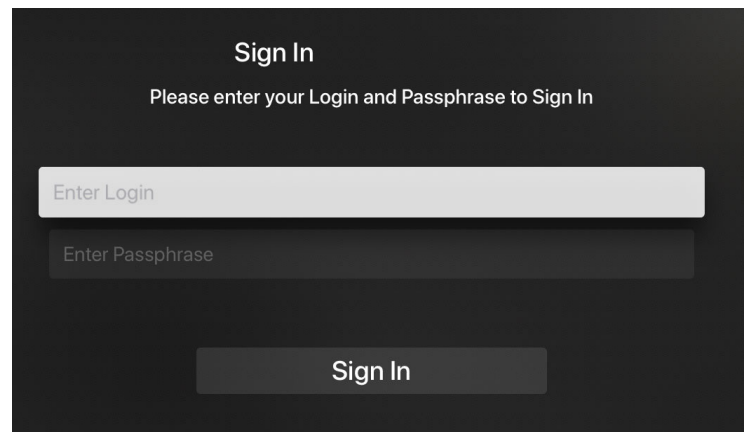 Sign In
Please enter your Login and Passphrase to Sign In
Enter Login
Enter Passphrase
Sign In